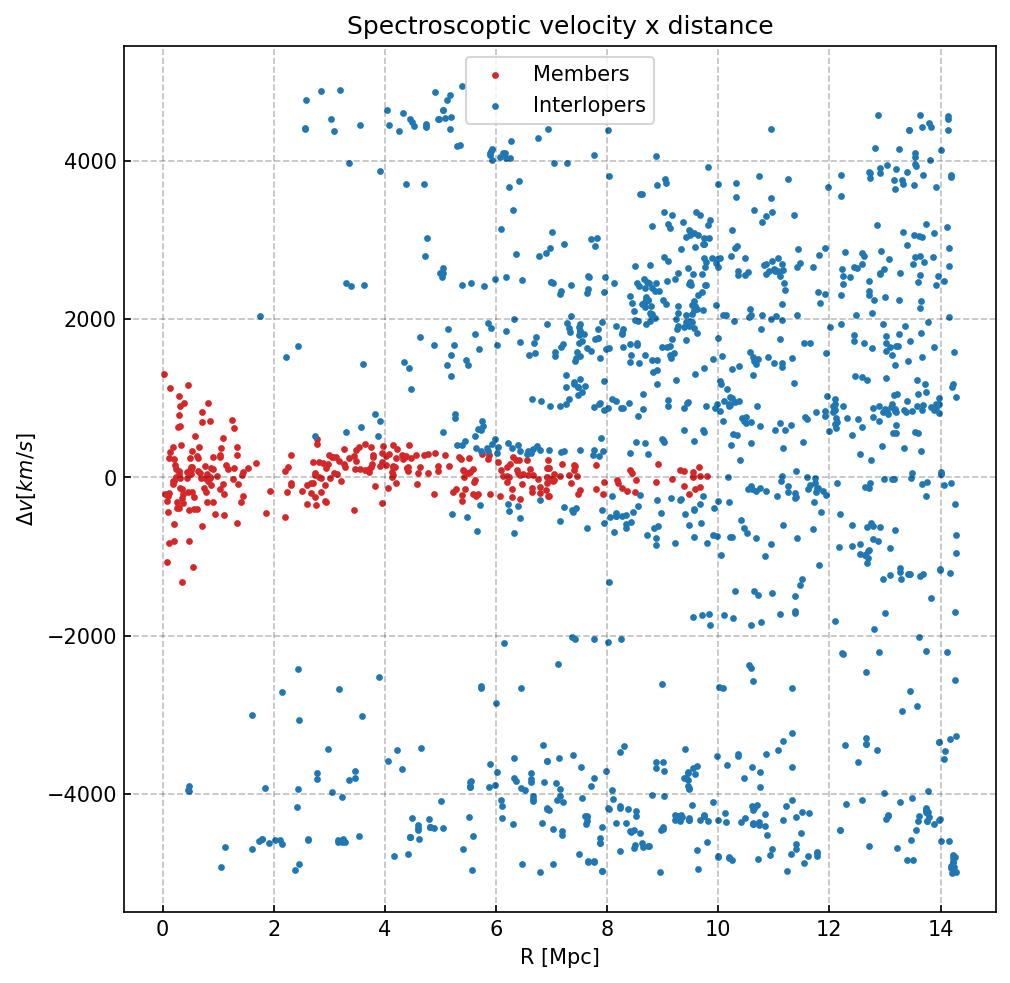 Spectroscoptic velocity x distance
Members
Interlopers
4000
2000
0
−2000
−4000
Δv[km/s]
0 2 4 6 8 10 12 14
R [Mpc]